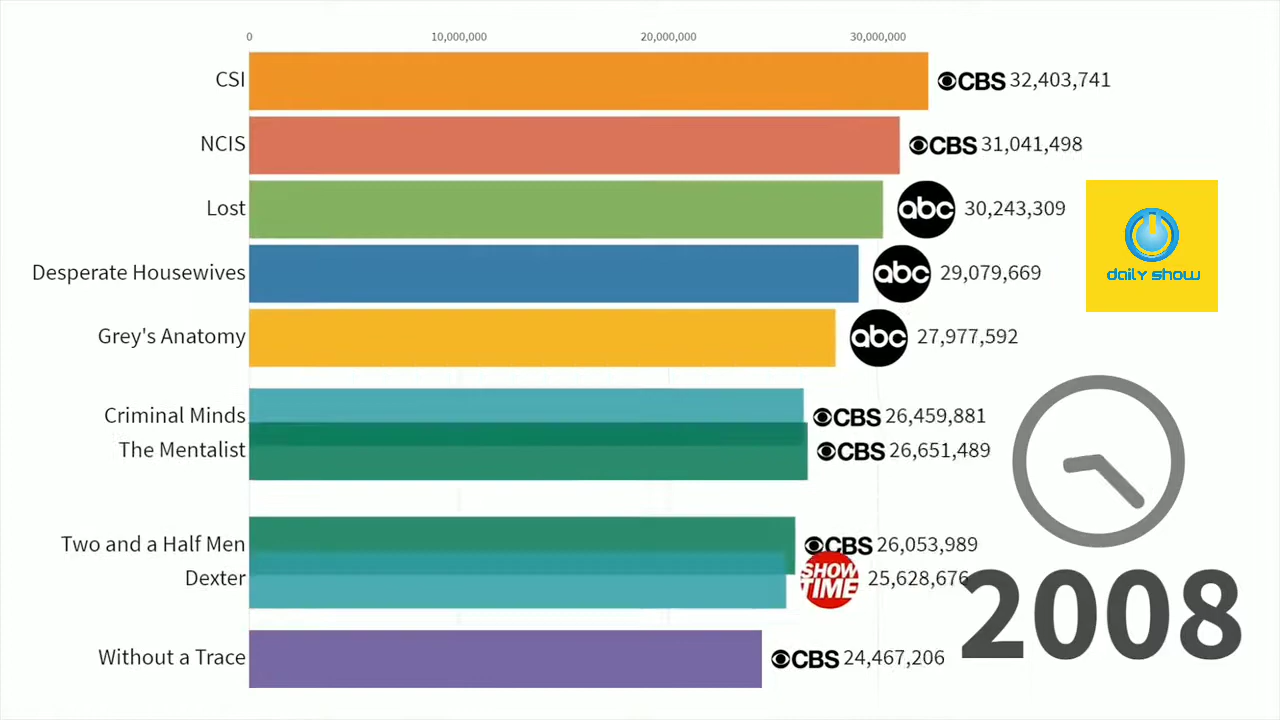 0 10,000,000 20,000,000 30,000,000
CSI CBS 32,403,741
NCIS CBS 31,041,498
Lost abc 30,243,309
Desperate Housewives abc 29,079,669
daily show
Grey's Anatomy abc 27,977,592
Criminal Minds CBS 26,459,881
The Mentalist CBS 26,651,489
Two and a Half Men CBS 26,053,989
Dexter SHOW TIME 25,628,676
2008
Without a Trace CBS 24,467,206